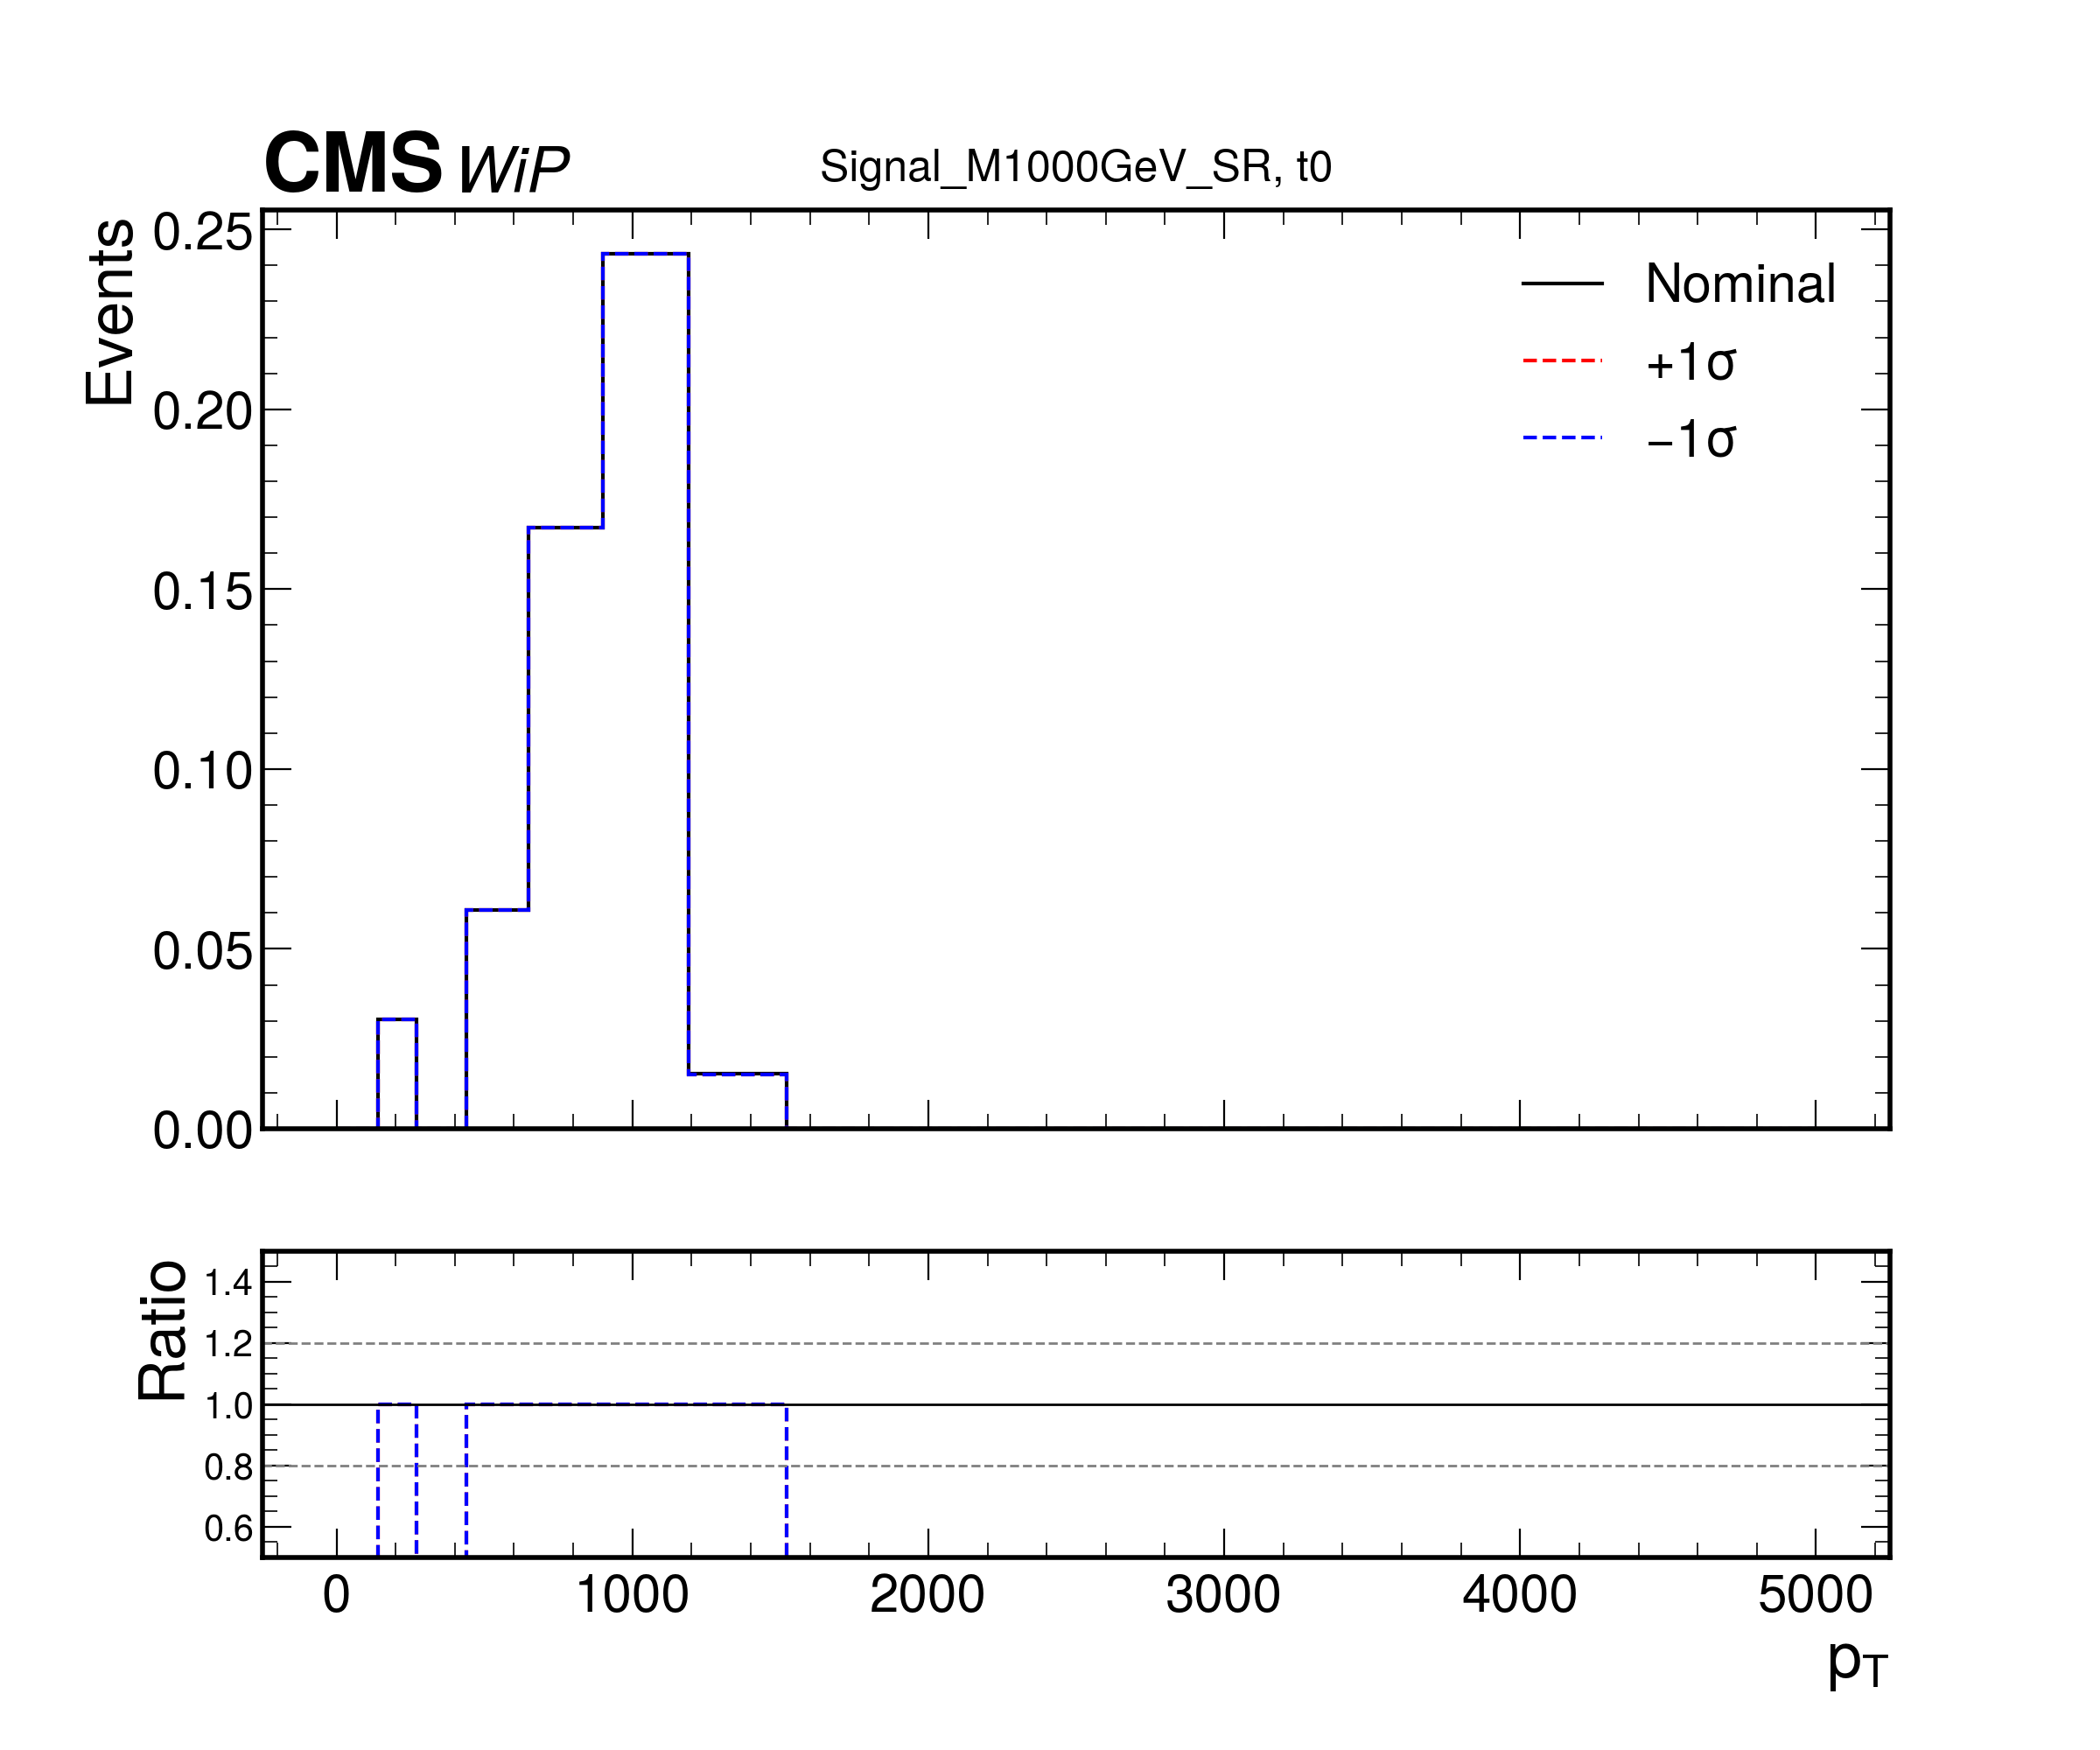 CMS WiP
Signal_M1000GeV_SR, t0
Events
0.25
0.20
0.15
0.10
0.05
0.00
Nominal
+1σ
−1σ
Ratio
1.4
1.2
1.0
0.8
0.6
0 1000 2000 3000 4000 5000
pT